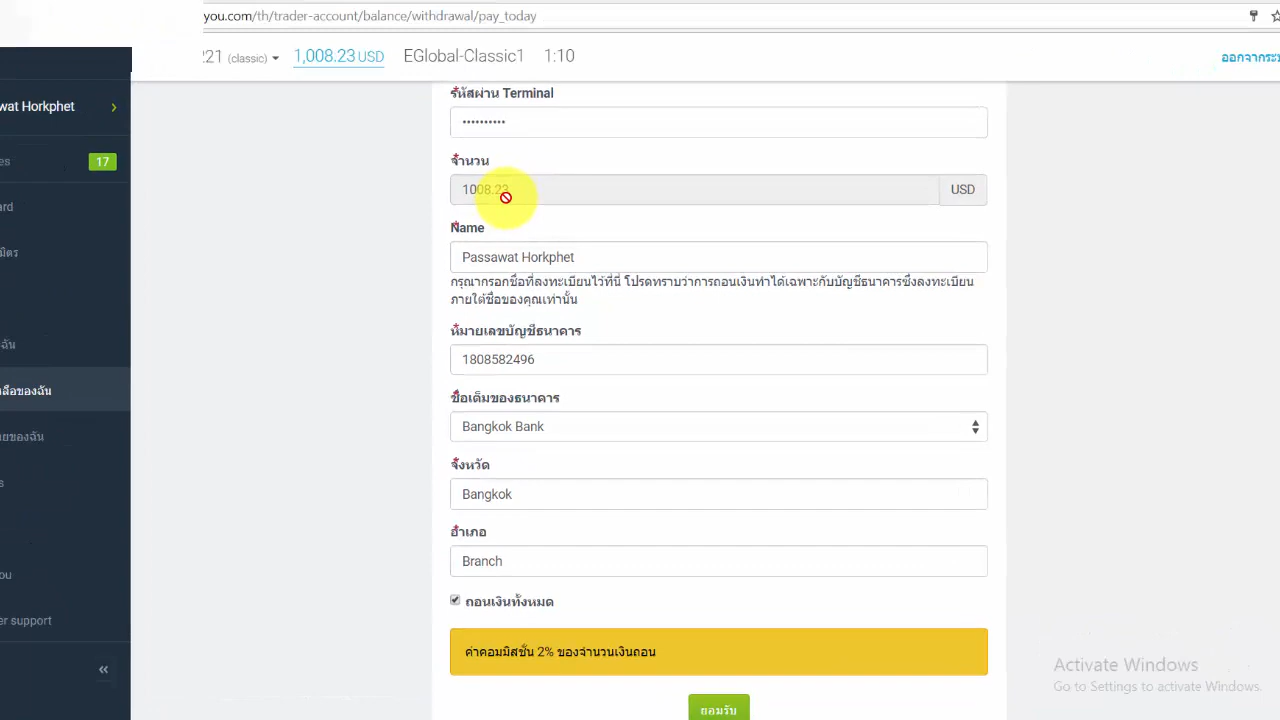 you.com/th/trader-account/balance/withdrawal/pay_today
221 (classic) 1,008.23 USD EGlobal-Classic1 1:10 ออกจากระบ
wat Horkphet
es 17
ard
มิตร
ฉัน
ลือของฉัน
ยของฉัน
s
ou
er support
«
*รหัสผ่าน Terminal
••••••••••
*จำนวน
1008.23 USD
*Name
Passawat Horkphet
กรุณากรอกชื่อที่ลงทะเบียนไว้ที่นี่ โปรดทราบว่าการถอนเงินทำได้เฉพาะกับบัญชีธนาคารซึ่งลงทะเบียน
ภายใต้ชื่อของคุณเท่านั้น
*หมายเลขบัญชีธนาคาร
1808582496
*ชื่อเต็มของธนาคาร
Bangkok Bank
*จังหวัด
Bangkok
*อำเภอ
Branch
ถอนเงินทั้งหมด
ค่าคอมมิสชั่น 2% ของจำนวนเงินถอน
ยอมรับ
Activate Windows
Go to Settings to activate Windows.